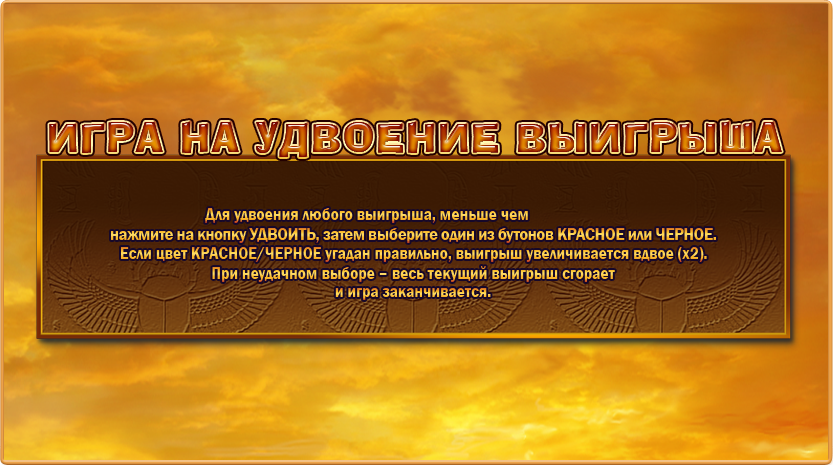 ИГРА НА УДВОЕНИЕ ВЫИГРЫША
Для удвоения любого выигрыша, меньше чем
нажмите на кнопку УДВОИТЬ, затем выберите один из бутонов КРАСНОЕ или ЧЕРНОЕ.
Если цвет КРАСНОЕ/ЧЕРНОЕ угадан правильно, выигрыш увеличивается вдвое (x2).
При неудачном выборе – весь текущий выигрыш сгорает
и игра заканчивается.